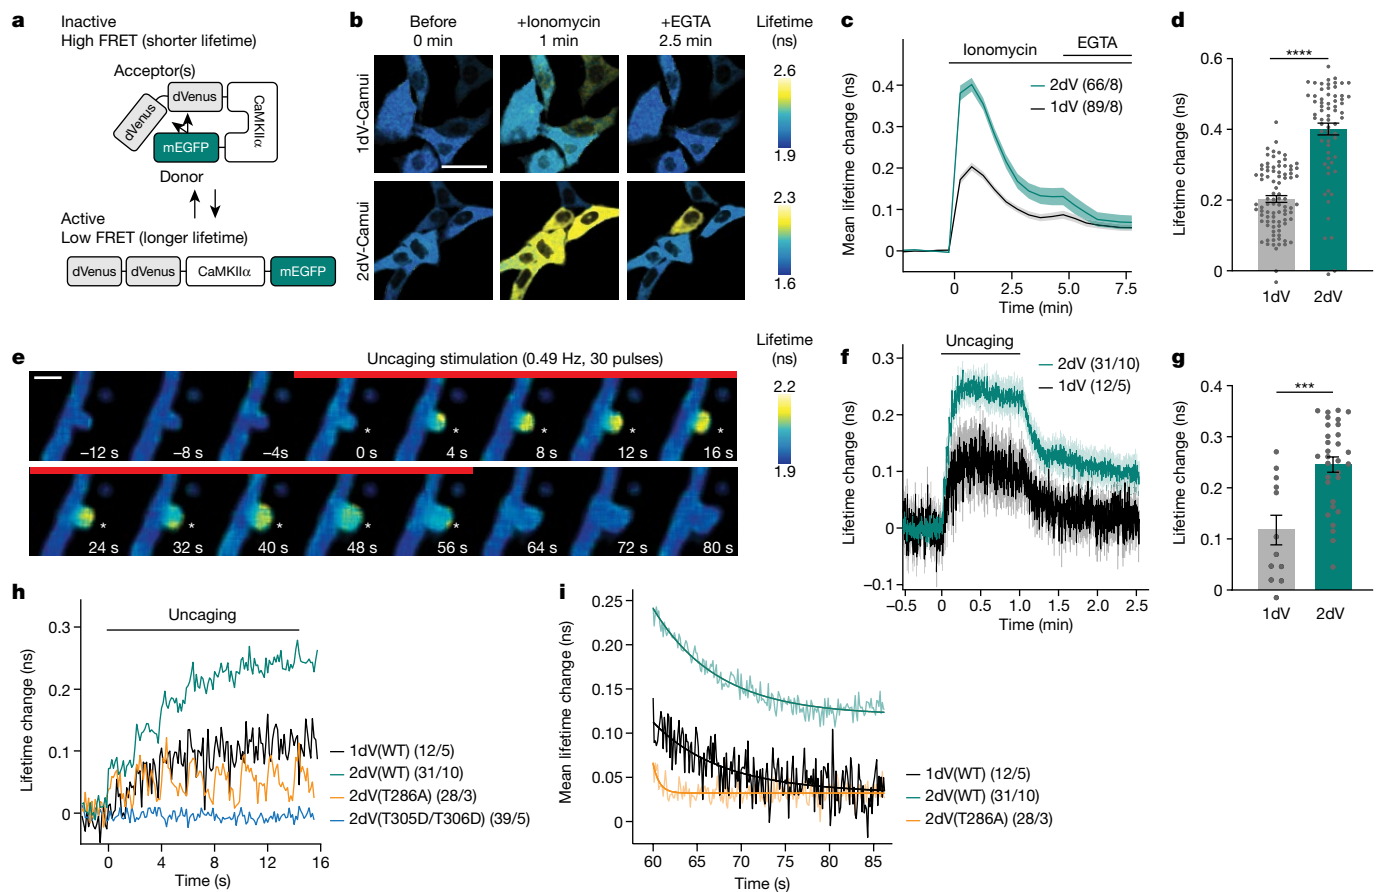 a
Inactive
High FRET (shorter lifetime)
Acceptor(s)
dVenus
dVenus
CaMKIIα
mEGFP
Donor
Active
Low FRET (longer lifetime)
dVenus dVenus CaMKIIα mEGFP
b
Before +Ionomycin +EGTA Lifetime
0 min 1 min 2.5 min (ns)
1dV-Camui
2.6
1.9
2dV-Camui
2.3
1.6
c
Ionomycin
EGTA
2dV (66/8)
1dV (89/8)
Mean lifetime change (ns)
0.4
0.3
0.2
0.1
0
0 2.5 5.0 7.5
Time (min)
d
****
Lifetime change (ns)
0.6
0.4
0.2
0
1dV 2dV
e
Uncaging stimulation (0.49 Hz, 30 pulses)
Lifetime
(ns)
2.2
1.9
* * * * *
−12 s −8 s −4s 0 s 4 s 8 s 12 s 16 s
* * * * *
24 s 32 s 40 s 48 s 56 s 64 s 72 s 80 s
f
Uncaging
2dV (31/10)
1dV (12/5)
Lifetime change (ns)
0.3
0.2
0.1
0
−0.1
−0.5 0 0.5 1.0 1.5 2.0 2.5
Time (min)
g
***
Lifetime change (ns)
0.4
0.3
0.2
0.1
0
1dV 2dV
h
Uncaging
Lifetime change (ns)
0.3
0.2
0.1
0
0 4 8 12 16
Time (s)
1dV(WT) (12/5)
2dV(WT) (31/10)
2dV(T286A) (28/3)
2dV(T305D/T306D) (39/5)
i
Mean lifetime change (ns)
0.25
0.20
0.15
0.10
0.05
0
60 65 70 75 80 85
Time (s)
1dV(WT) (12/5)
2dV(WT) (31/10)
2dV(T286A) (28/3)